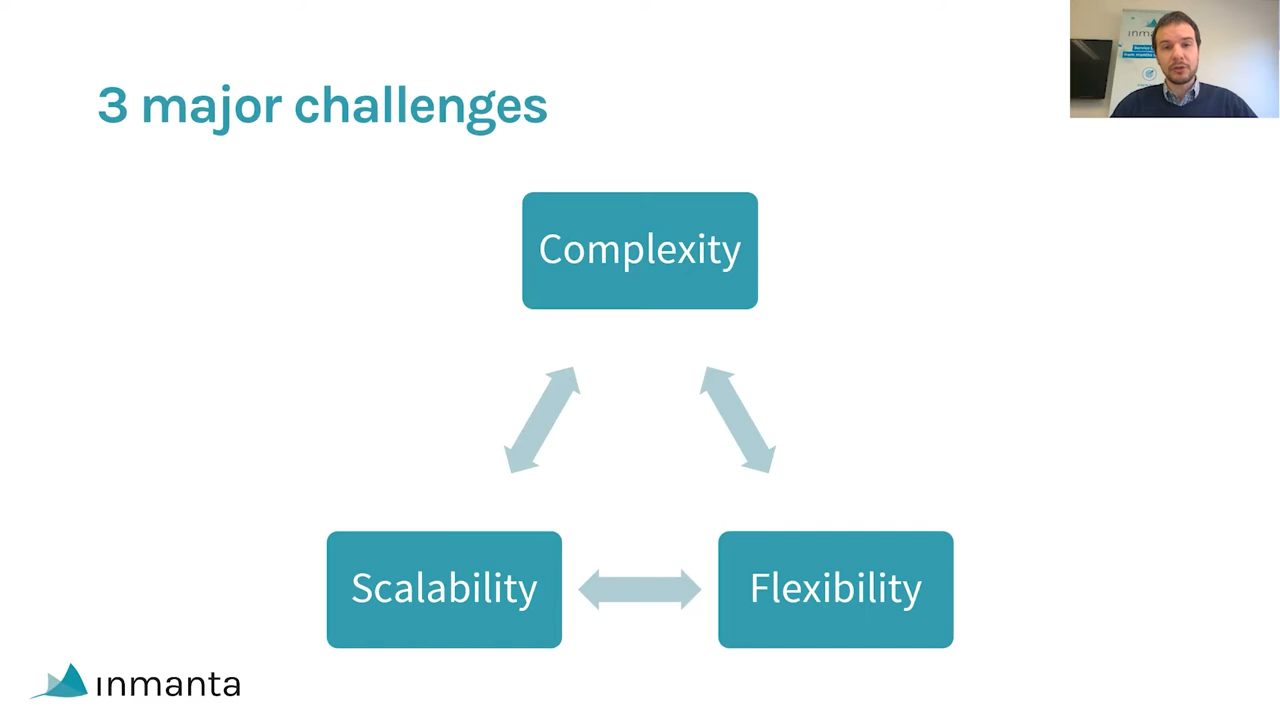 3 major challenges
Complexity
Scalability
Flexibility
inmanta